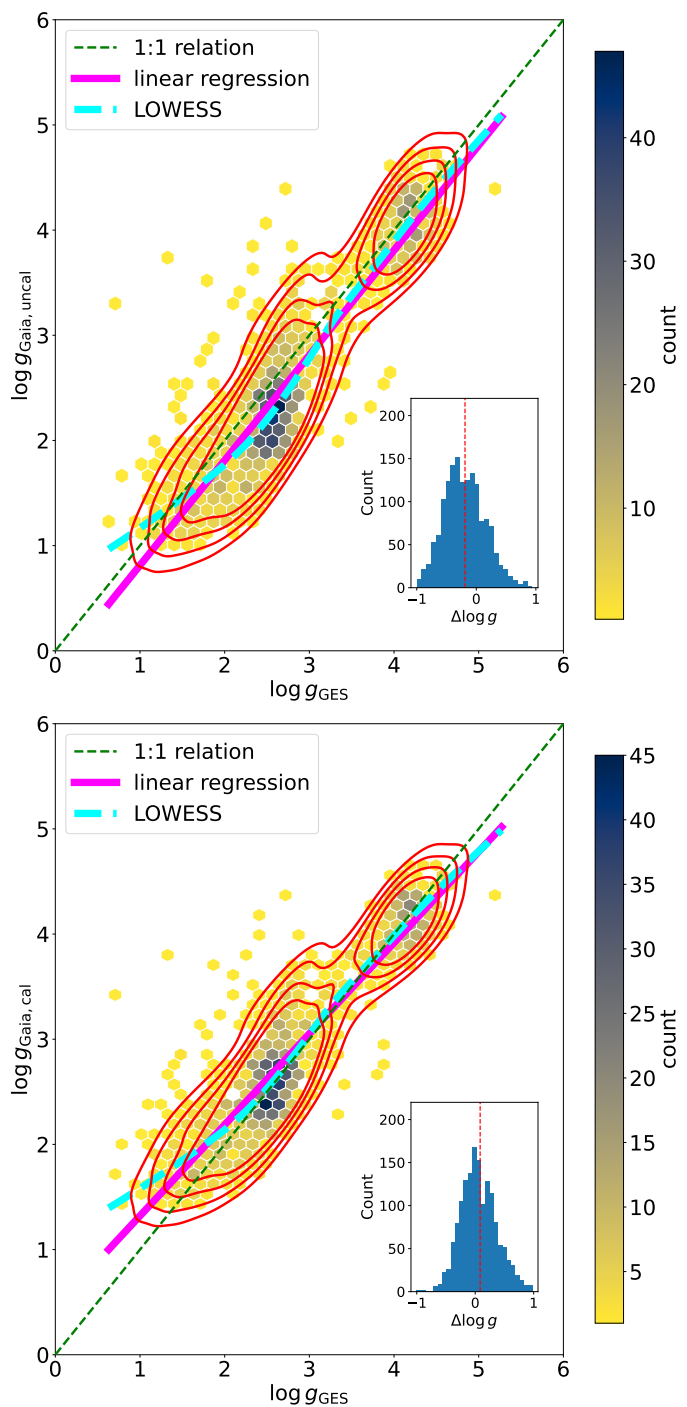 6
5
4
3
2
1
0
log g_Gaia, uncal
1:1 relation
linear regression
LOWESS
200
150
100
50
0
Count
−1 0 1
Δlog g
0 1 2 3 4 5 6
log g_GES
40
30
20
10
count
6
5
4
3
2
1
0
log g_Gaia, cal
1:1 relation
linear regression
LOWESS
200
150
100
50
0
Count
−1 0 1
Δlog g
0 1 2 3 4 5 6
log g_GES
45
40
35
30
25
20
15
10
5
count